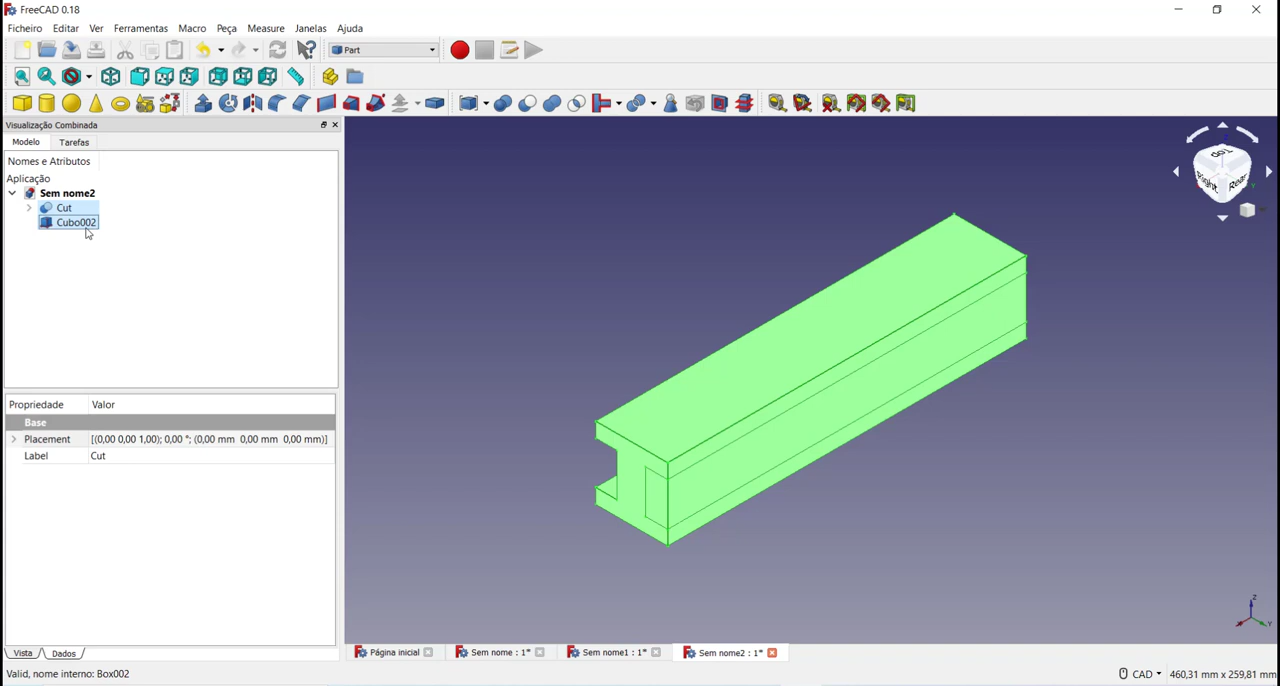 FreeCAD 0.18
Ficheiro Editar Ver Ferramentas Macro Peça Measure Janelas Ajuda
Part
Visualização Combinada
Modelo Tarefas
Nomes e Atributos
Aplicação
Sem nome2
Cut
Cubo002
Propriedade Valor
Base
Placement [(0,00 0,00 1,00); 0,00 °; (0,00 mm 0,00 mm 0,00 mm)]
Label Cut
Top
Right Rear
Z
Y
Vista Dados
Página inicial Sem nome : 1* Sem nome1 : 1* Sem nome2 : 1*
Valid, nome interno: Box002
CAD 460,31 mm x 259,81 mm